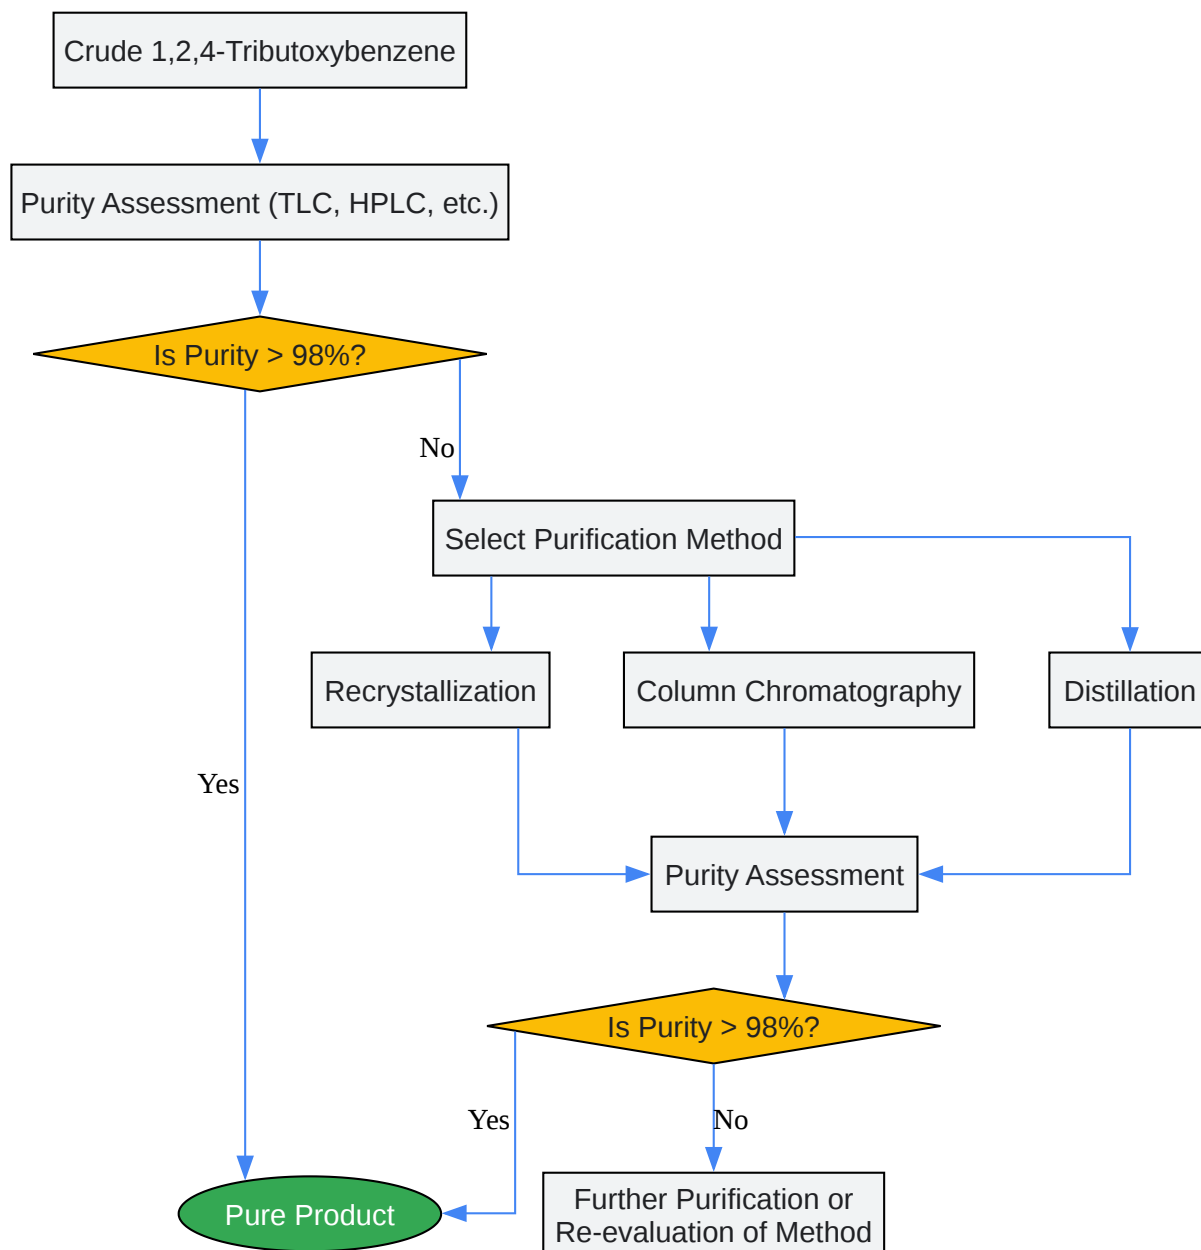 Crude 1,2,4-Tributoxybenzene
Purity Assessment (TLC, HPLC, etc.)
Is Purity > 98%?
No
Select Purification Method
Recrystallization
Column Chromatography
Distillation
Yes
Purity Assessment
Is Purity > 98%?
Yes
No
Pure Product
Further Purification or
Re-evaluation of Method